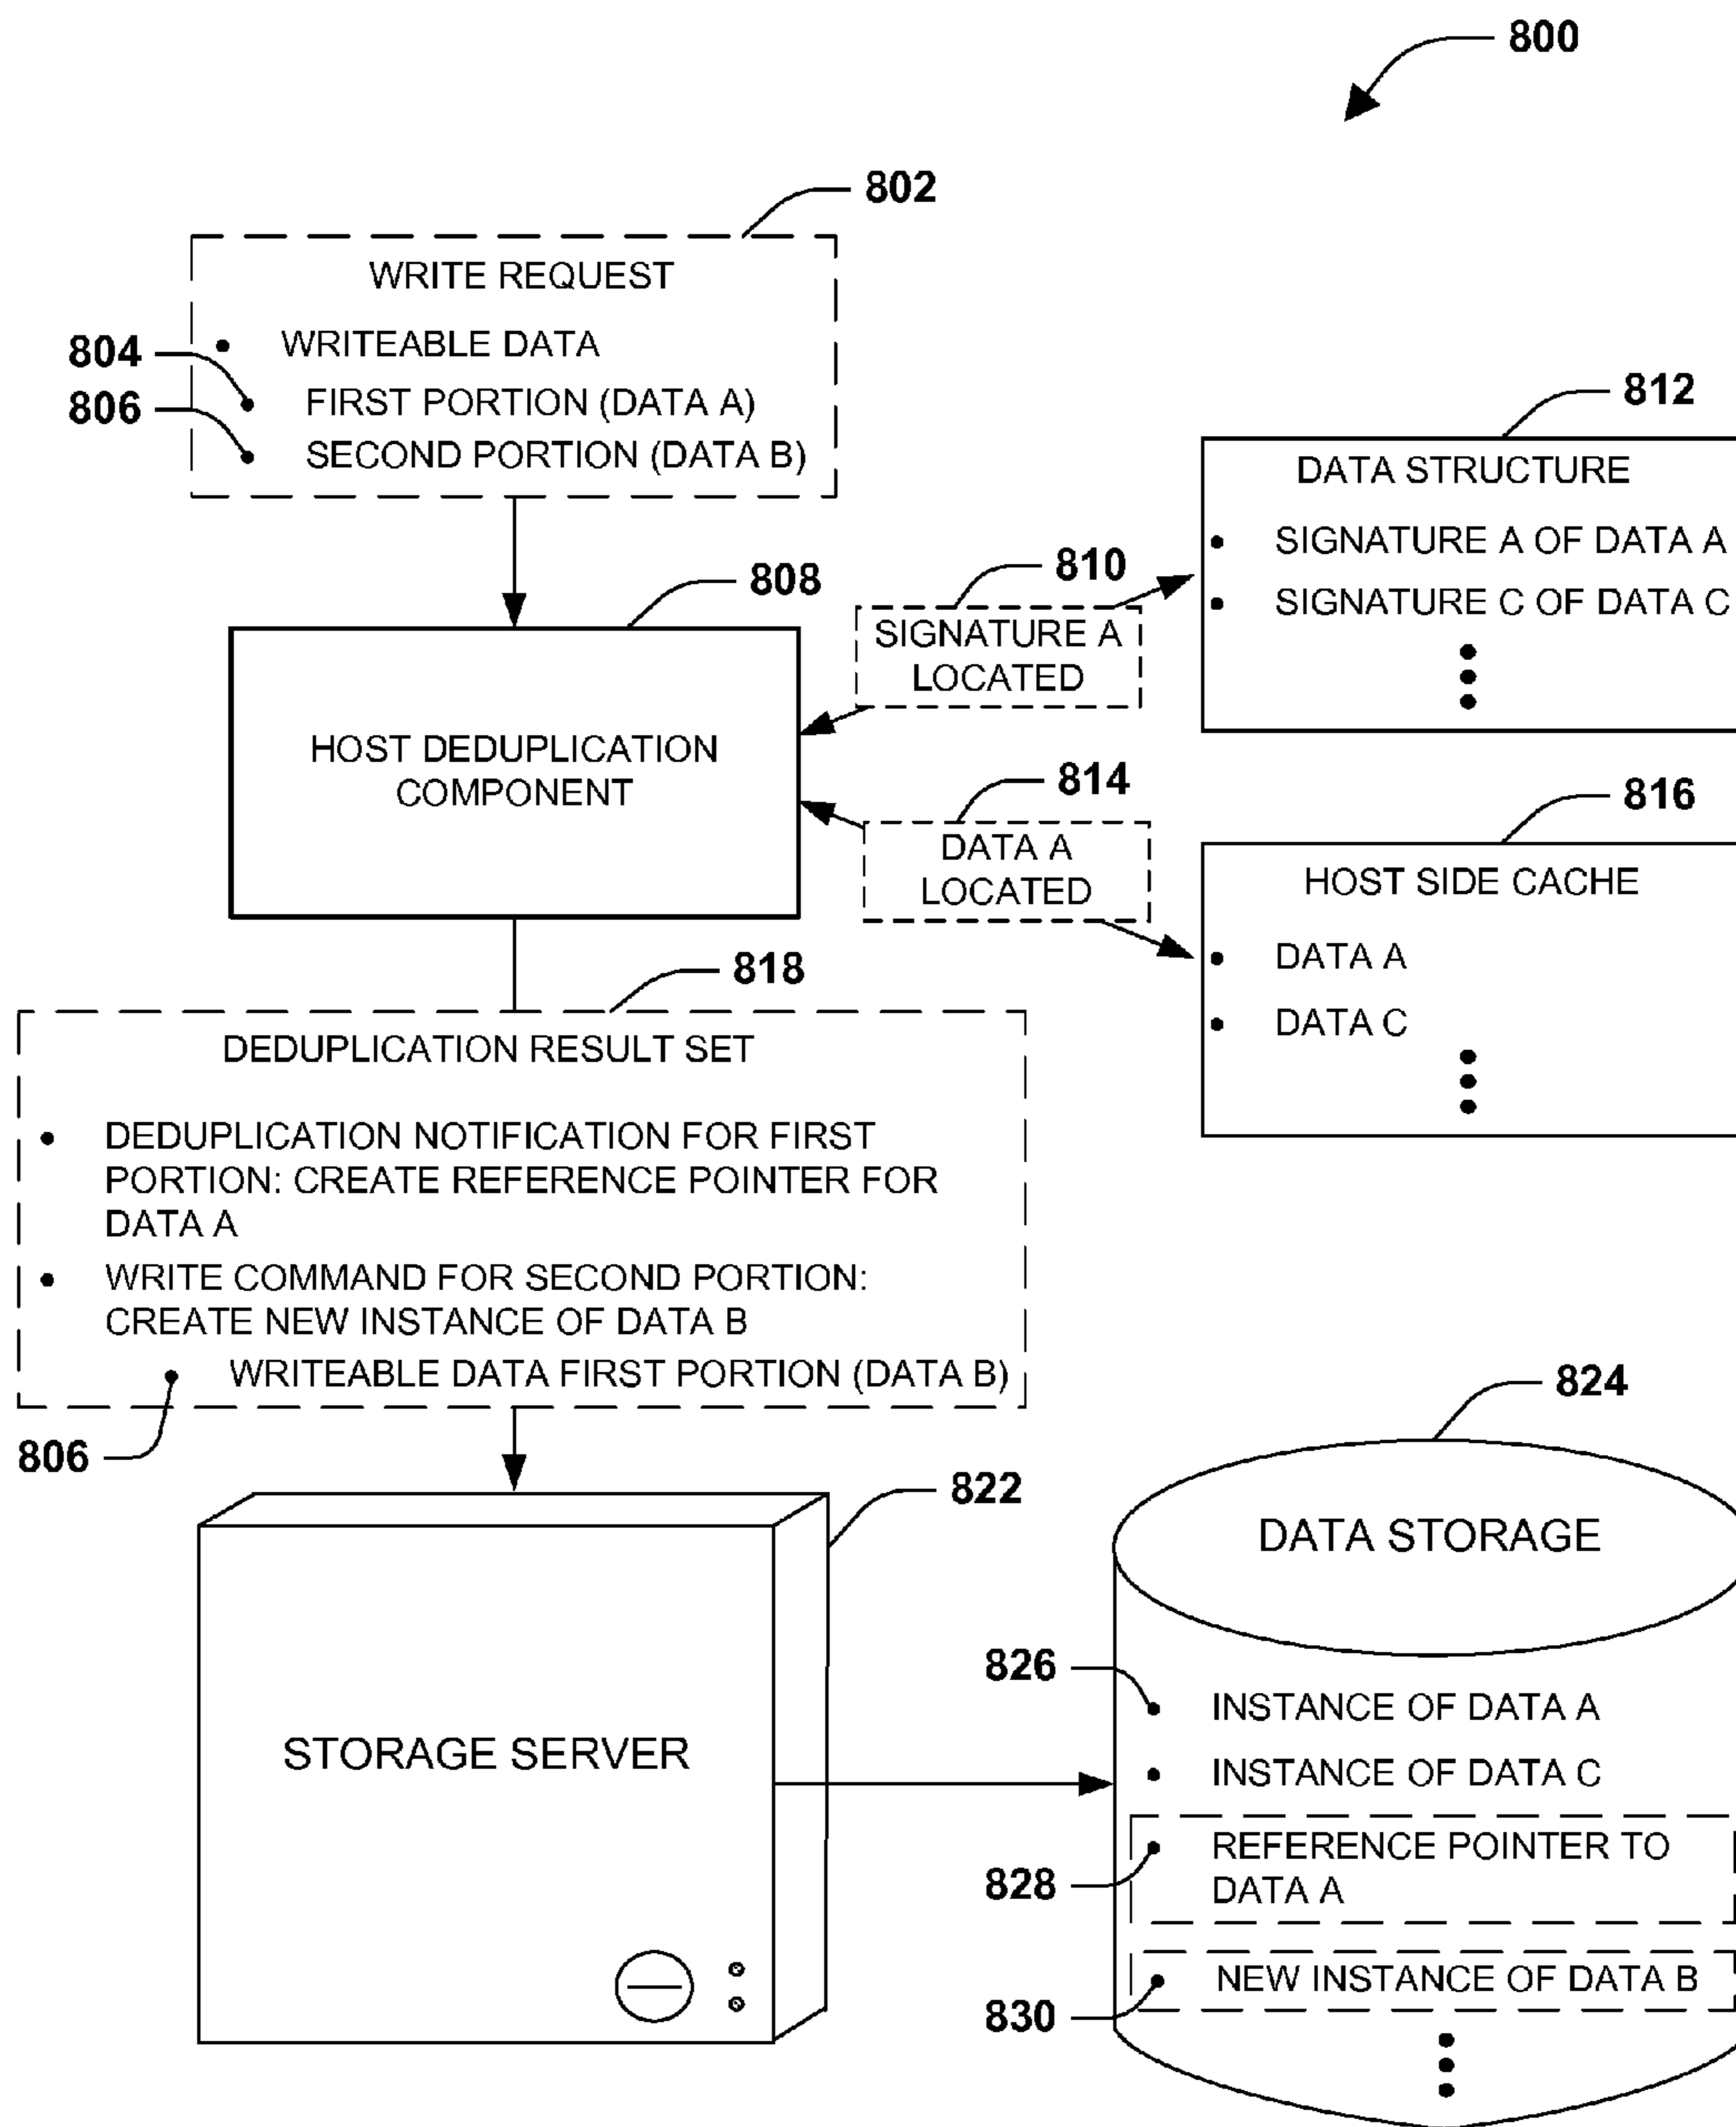 800
802
WRITE REQUEST
804
WRITEABLE DATA
806
FIRST PORTION (DATA A)
SECOND PORTION (DATA B)
812
DATA STRUCTURE
SIGNATURE A OF DATA A
SIGNATURE C OF DATA C
810
SIGNATURE A
LOCATED
808
HOST DEDUPLICATION
COMPONENT
814
DATA A
LOCATED
816
HOST SIDE CACHE
DATA A
DATA C
818
DEDUPLICATION RESULT SET
DEDUPLICATION NOTIFICATION FOR FIRST
PORTION: CREATE REFERENCE POINTER FOR
DATA A
WRITE COMMAND FOR SECOND PORTION:
CREATE NEW INSTANCE OF DATA B
WRITEABLE DATA FIRST PORTION (DATA B)
806
822
STORAGE SERVER
824
DATA STORAGE
826
INSTANCE OF DATA A
INSTANCE OF DATA C
828
REFERENCE POINTER TO
DATA A
830
NEW INSTANCE OF DATA B